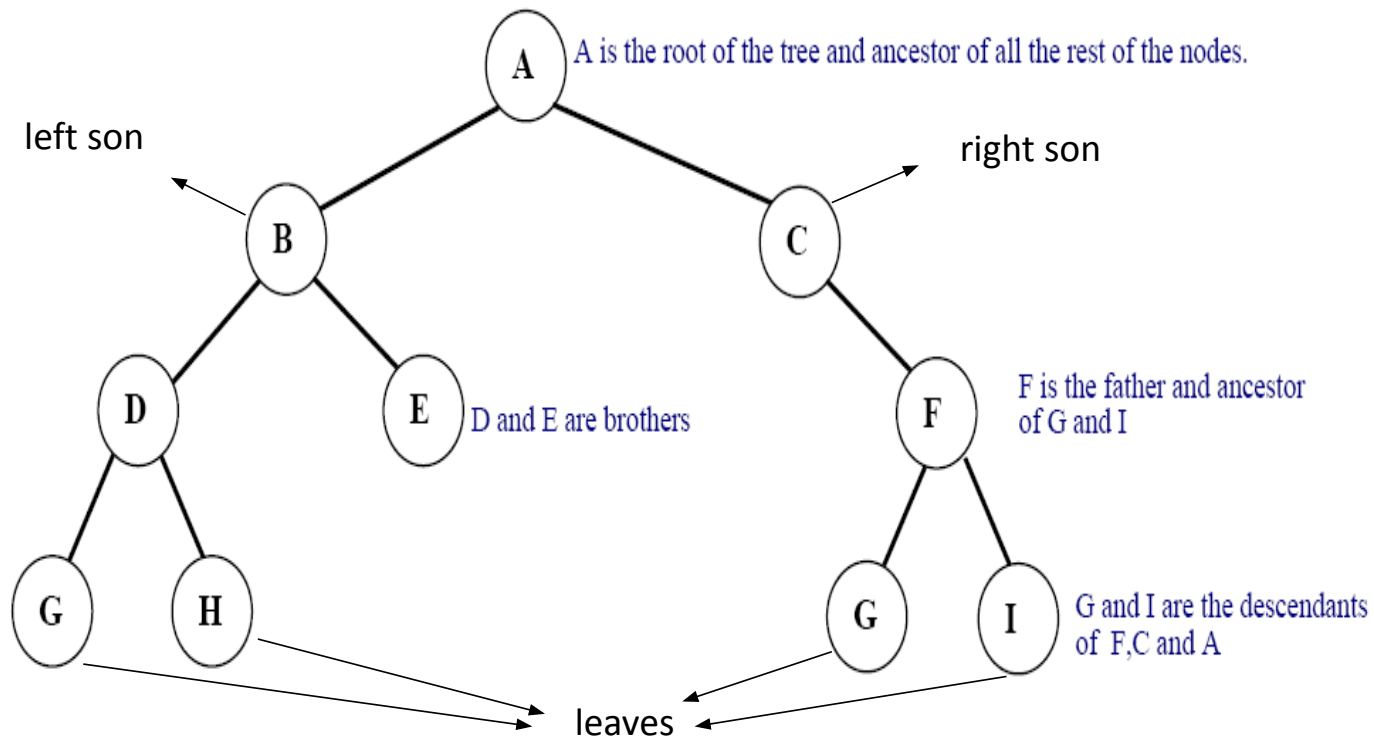 A
A is the root of the tree and ancestor of all the rest of the nodes.
left son
right son
B
C
D
E
D and E are brothers
F
F is the father and ancestor
of G and I
G
H
G
I
G and I are the descendants
of F,C and A
leaves